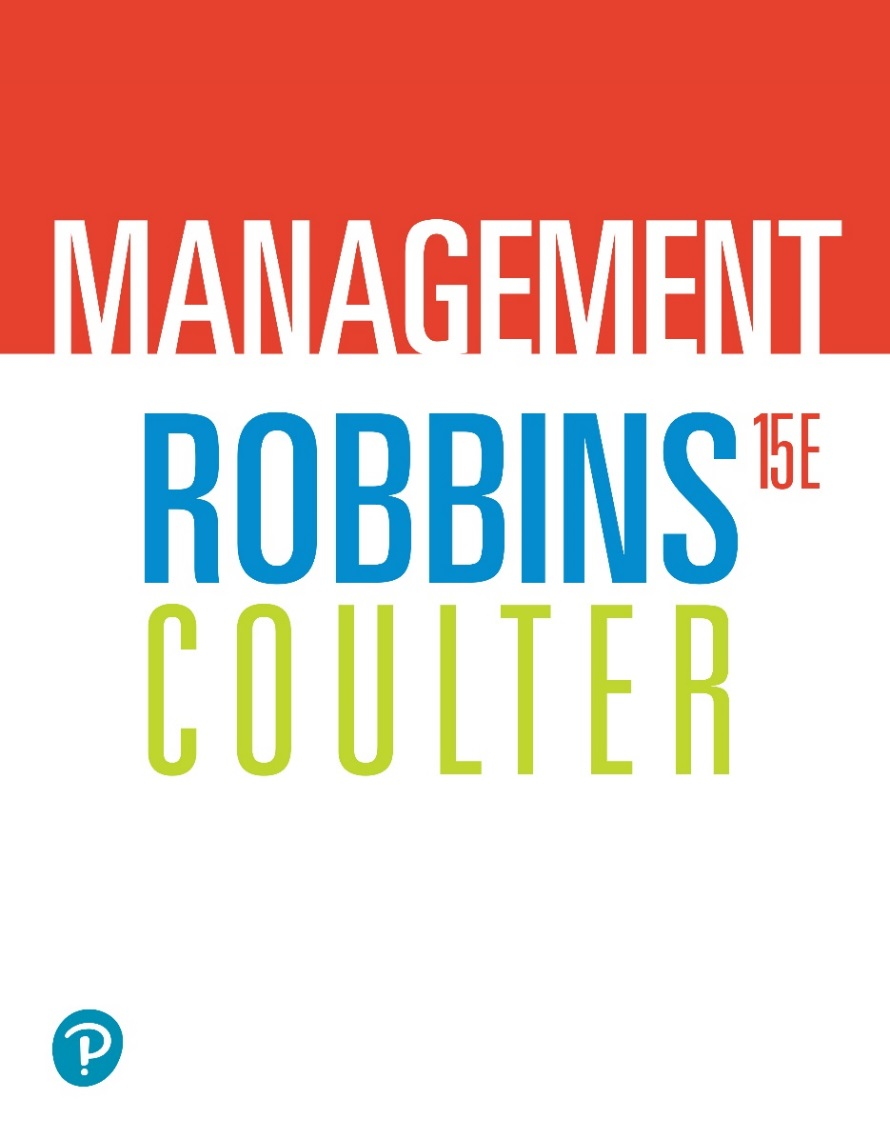 MANAGEMENT
ROBBINS 15E
COULTER
P